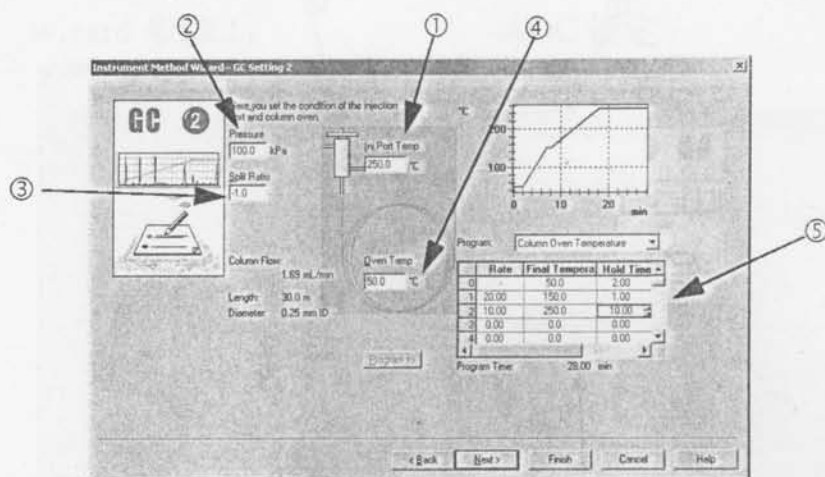 ② ① ④
Instrument Method Wizard - GC Setting 2
GC ②
Here you set the condition of the injection
port and column oven.
Pressure
100.0 kPa
③
Split Ratio
-1.0
Inj.Port Temp
250.0 ℃
℃
200
100
0 10 20
min
Program: Column Oven Temperature
⑤
Rate Final Tempera Hold Time
0 - 50.0 2.00
1 20.00 150.0 1.00
2 10.00 250.0 10.00
3 0.00 0.0 0.00
4 0.00 0.0 0.00
Program Time: 28.00 min
Column Flow:
1.69 mL/min
Length: 30.0 m
Diameter: 0.25 mm ID
Oven Temp
50.0 ℃
< Back Next > Finish Cancel Help